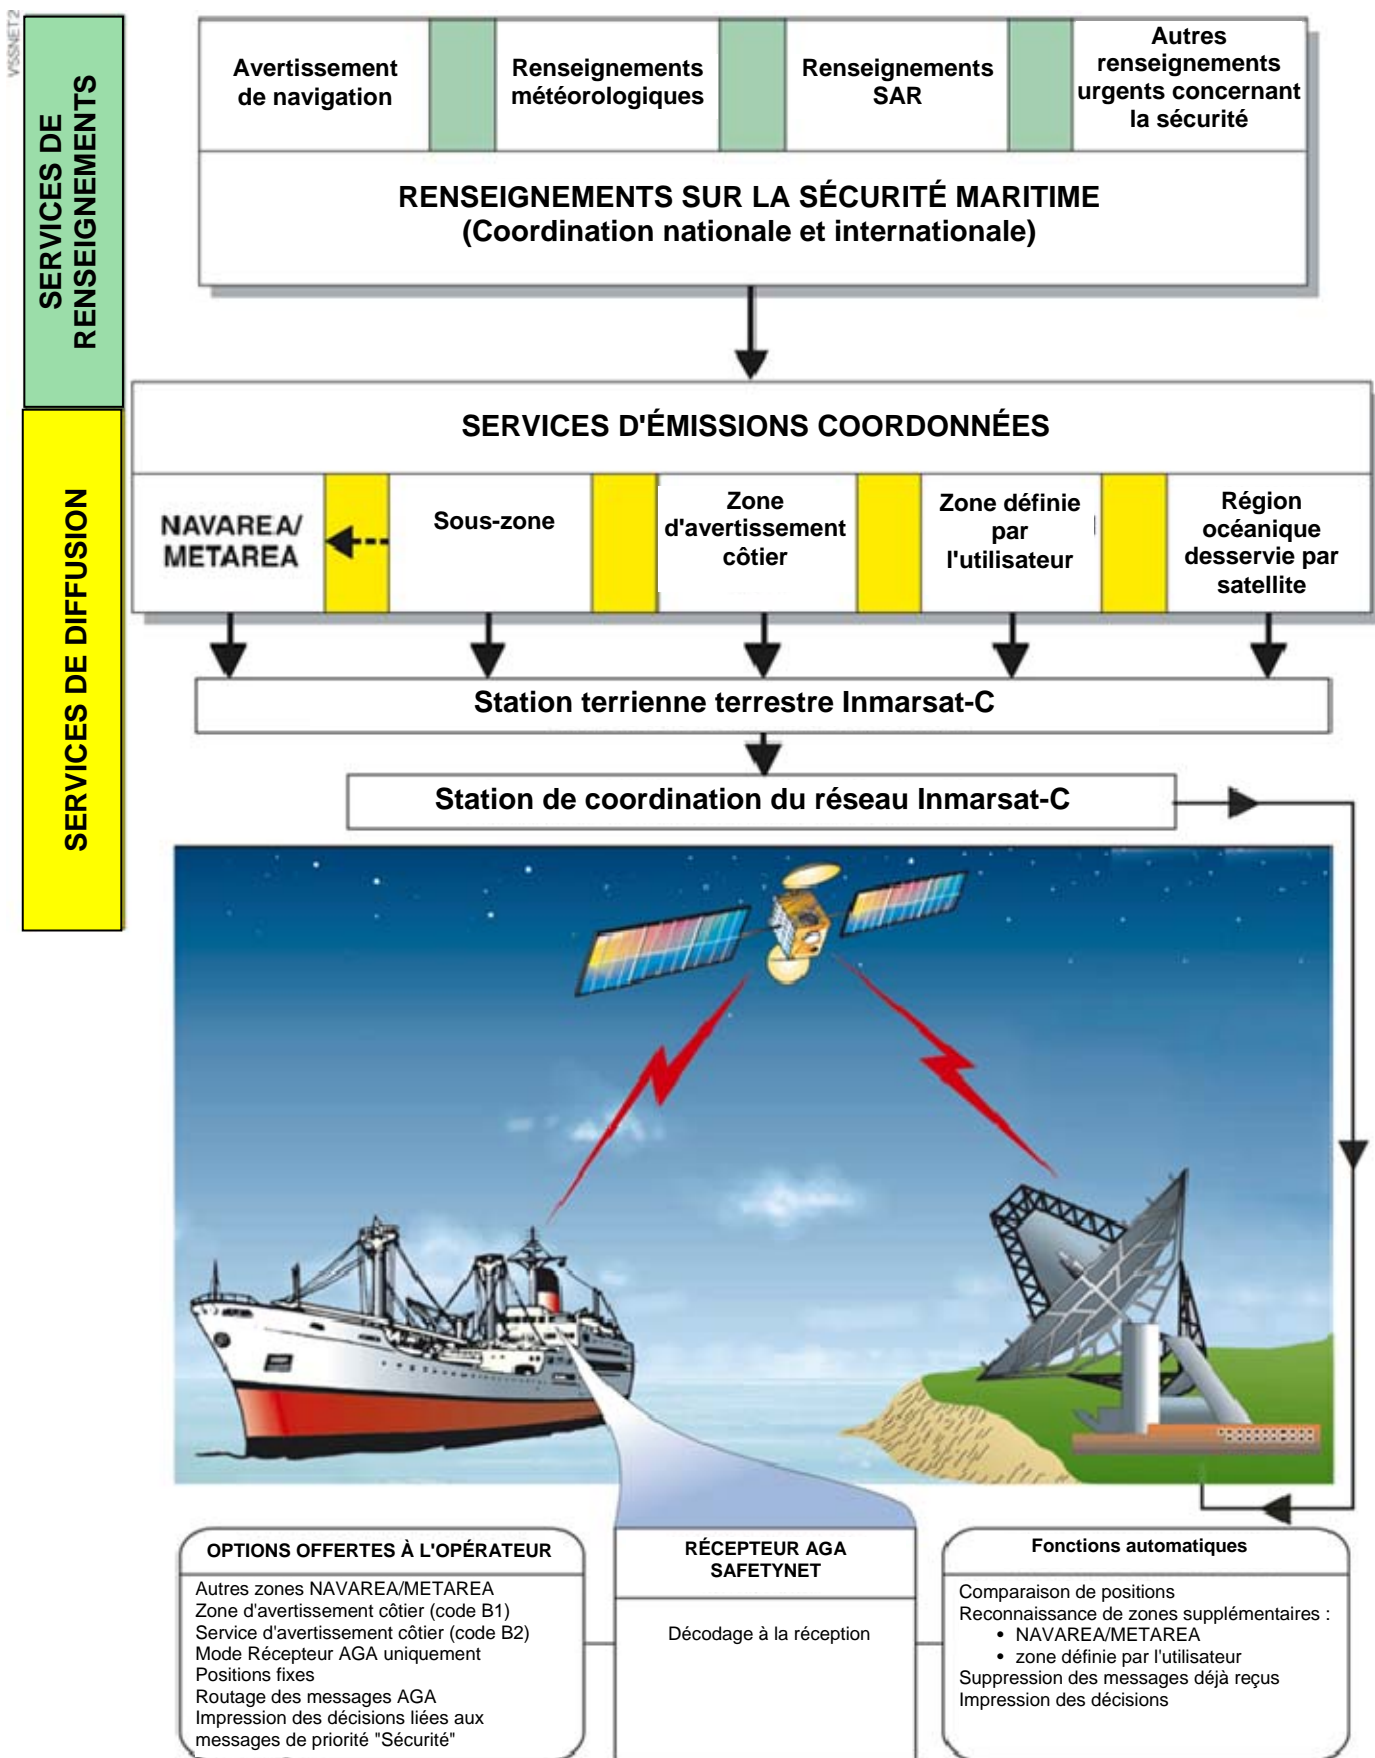 VSSNET2
SERVICES DE
RENSEIGNEMENTS
Avertissement
de navigation
Renseignements
météorologiques
Renseignements
SAR
Autres
renseignements
urgents concernant
la sécurité
RENSEIGNEMENTS SUR LA SÉCURITÉ MARITIME
(Coordination nationale et internationale)
SERVICES DE DIFFUSION
SERVICES D'ÉMISSIONS COORDONNÉES
NAVAREA/
METAREA
Sous-zone
Zone
d'avertissement
côtier
Zone définie
par
l'utilisateur
Région
océanique
desservie par
satellite
Station terrienne terrestre Inmarsat-C
Station de coordination du réseau Inmarsat-C
OPTIONS OFFERTES À L'OPÉRATEUR
Autres zones NAVAREA/METAREA
Zone d'avertissement côtier (code B1)
Service d'avertissement côtier (code B2)
Mode Récepteur AGA uniquement
Positions fixes
Routage des messages AGA
Impression des décisions liées aux
messages de priorité "Sécurité"
RÉCEPTEUR AGA
SAFETYNET
Décodage à la réception
Fonctions automatiques
Comparaison de positions
Reconnaissance de zones supplémentaires :
• NAVAREA/METAREA
• zone définie par l'utilisateur
Suppression des messages déjà reçus
Impression des décisions